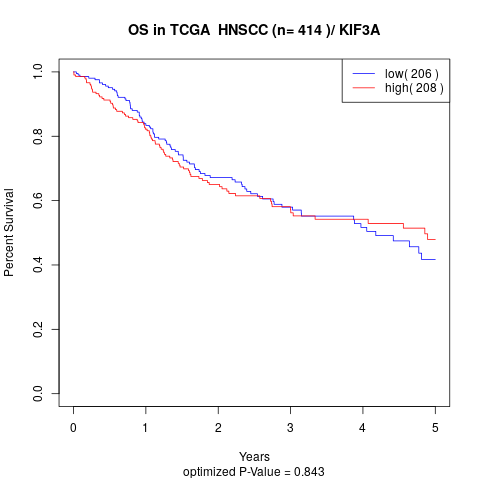 OS in TCGA  HNSCC (n= 414 )/ KIF3A
low( 206 )
high( 208 )
1.0
0.8
0.6
0.4
0.2
0.0
Percent Survival
0 1 2 3 4 5
Years
optimized P-Value = 0.843